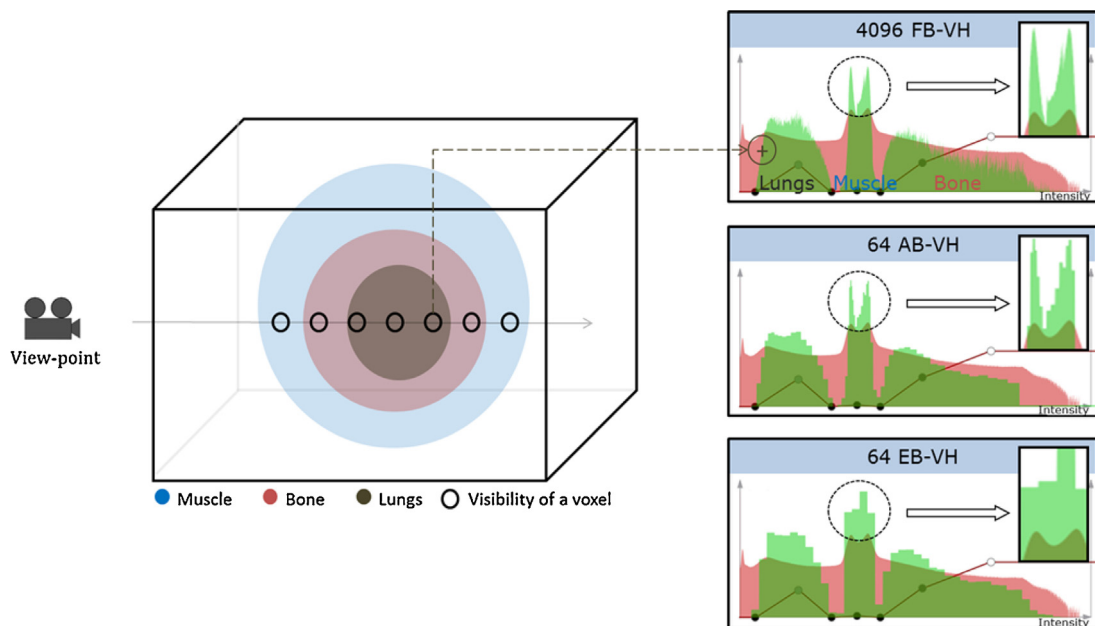 View-point
Muscle
Bone
Lungs
Visibility of a voxel
4096 FB-VH
Lungs
Muscle
Bone
Intensity
64 AB-VH
Intensity
64 EB-VH
Intensity